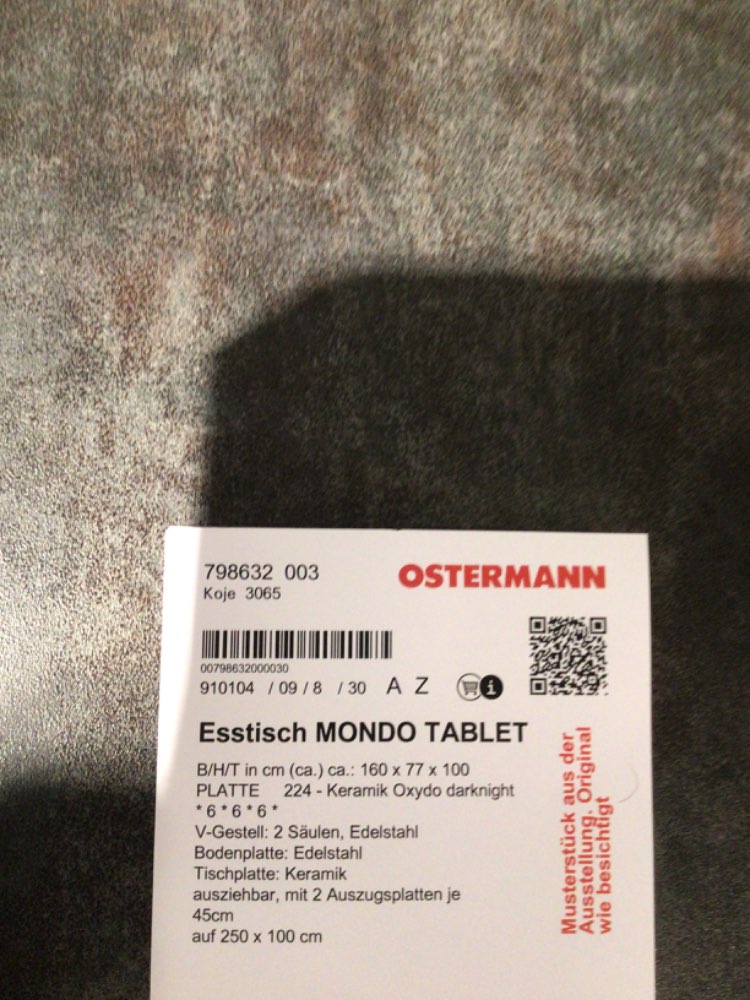 798632 003
Koje 3065
OSTERMANN
00798632000030
910104 / 09 / 8 / 30 A Z
i
Esstisch MONDO TABLET
B/H/T in cm (ca.) ca.: 160 x 77 x 100
PLATTE 224 - Keramik Oxydo darknight
* 6 * 6 * 6 *
V-Gestell: 2 Säulen, Edelstahl
Bodenplatte: Edelstahl
Tischplatte: Keramik
ausziehbar, mit 2 Auszugsplatten je
45cm
auf 250 x 100 cm
Musterstück aus der
Ausstellung. Original
wie besichtigt